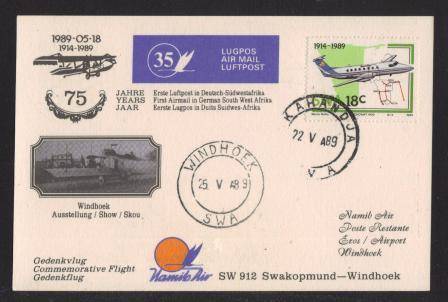 1989-05-18
1914-1989
75
JAHRE
YEARS
JAAR
35
LUGPOS
AIR MAIL
LUFTPOST
Erste Luftpost in Deutsch-Südwestafrika
First Airmail in German South West Afrika
Eerste Lugpos in Duits Suidwes-Afrika
1914-1989
18c
KAHANDJA
22 V A89
V A
WINDHOEK
25 V A89
SWA
Windhoek
Ausstellung / Show / Skou
Namib Air
Poste Restante
Eros / Airport
Windhoek
Gedenkvlug
Commemorative Flight
Gedenkflug
Namib Air
SW 912 Swakopmund—Windhoek